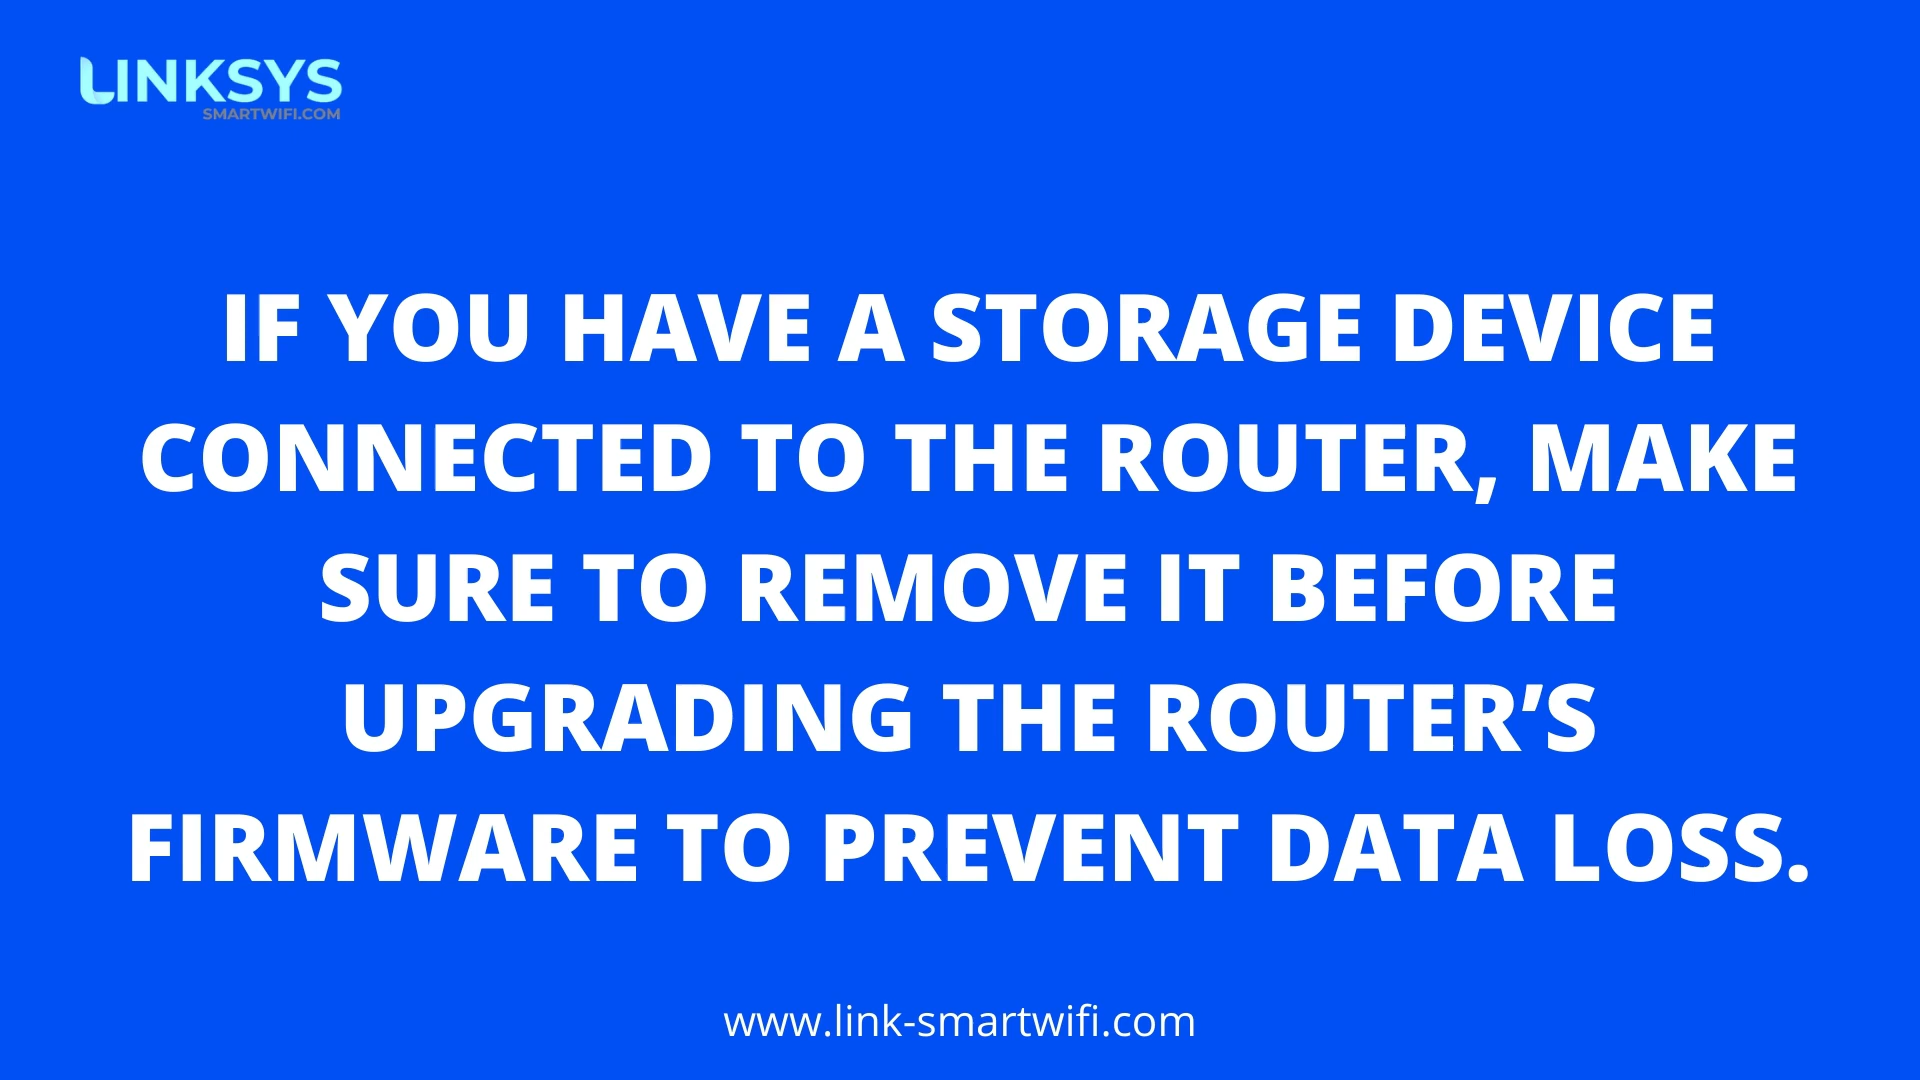 LINKSYS
SMARTWIFI.COM
IF YOU HAVE A STORAGE DEVICE
CONNECTED TO THE ROUTER, MAKE
SURE TO REMOVE IT BEFORE
UPGRADING THE ROUTER’S
FIRMWARE TO PREVENT DATA LOSS.
www.link-smartwifi.com